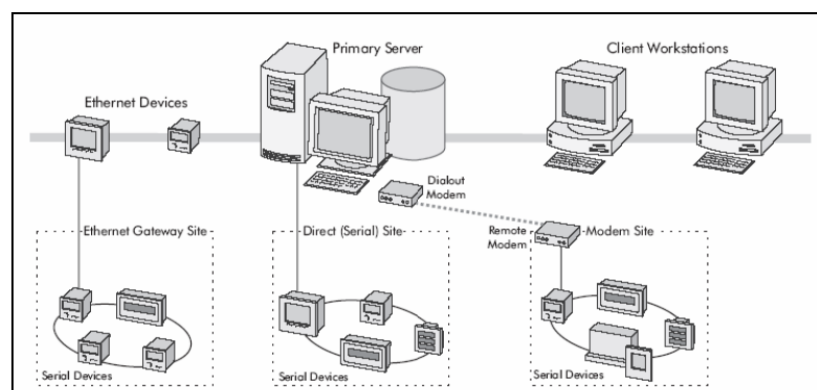 Primary Server
Client Workstations
Ethernet Devices
Dialout
Modem
Ethernet Gateway Site
Direct (Serial) Site
Remote
Modem
Modem Site
Serial Devices
Serial Devices
Serial Devices